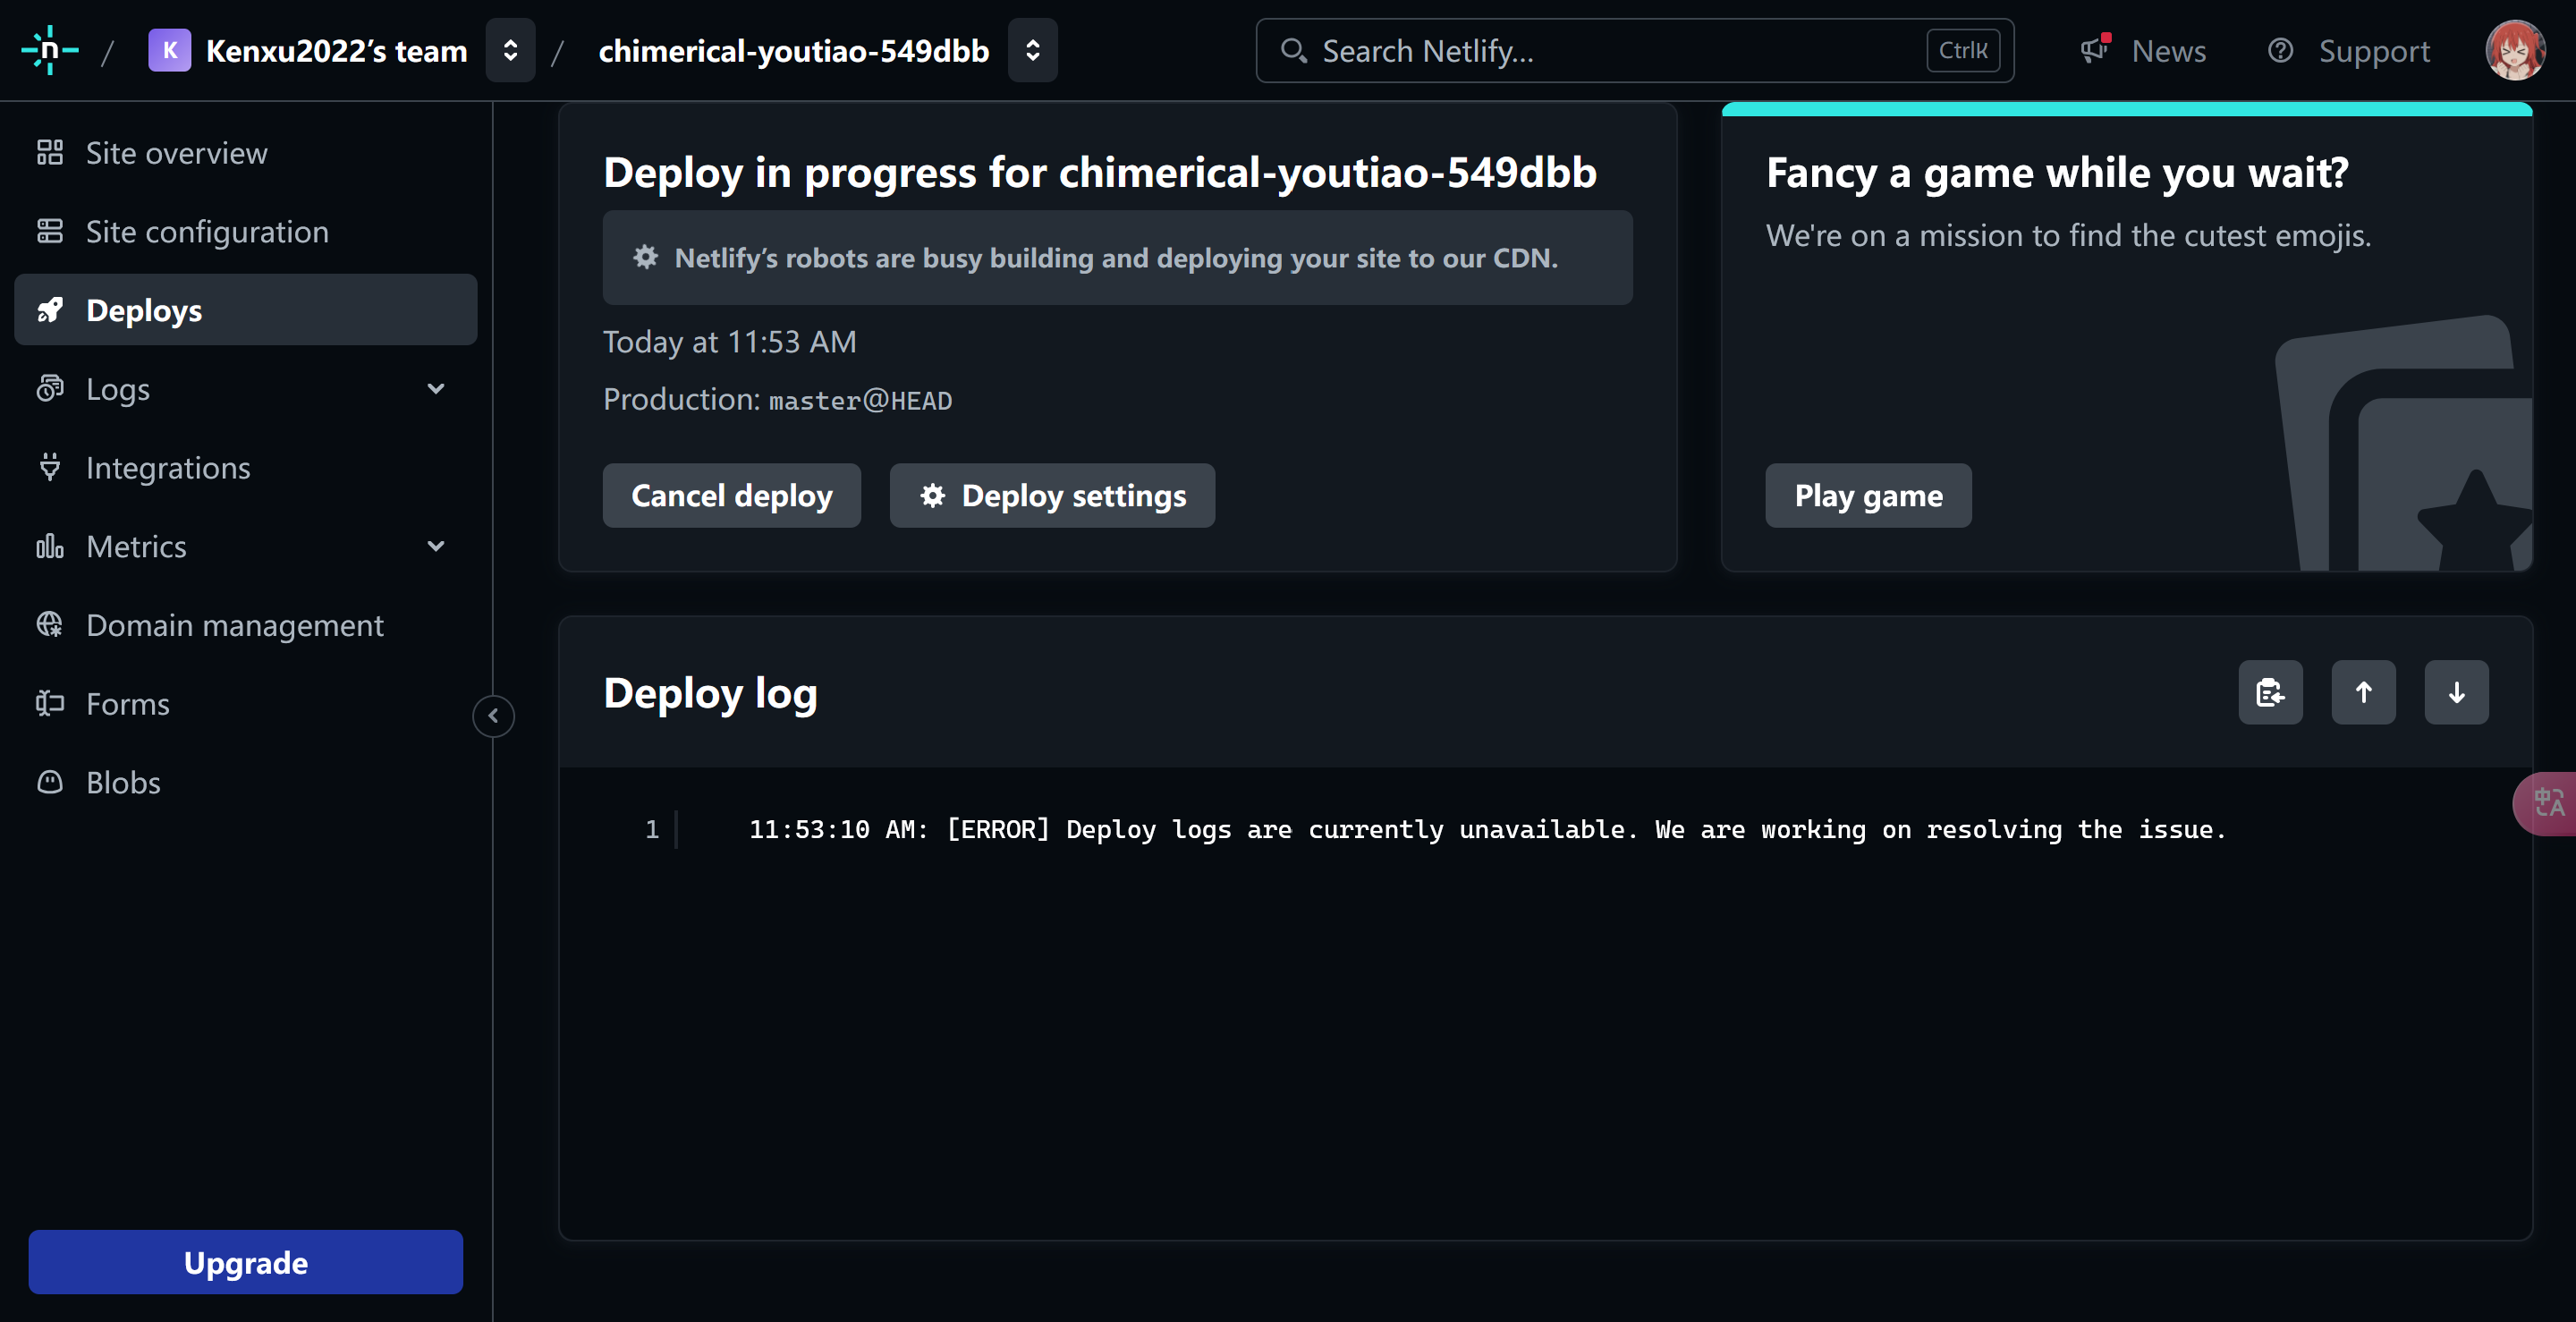 n / K Kenxu2022’s team / chimerical-youtiao-549dbb Search Netlify... CtrlK News Support
Site overview
Site configuration
Deploys
Logs
Integrations
Metrics
Domain management
Forms
Blobs
Upgrade
Deploy in progress for chimerical-youtiao-549dbb
Netlify’s robots are busy building and deploying your site to our CDN.
Today at 11:53 AM
Production: master@HEAD
Cancel deploy Deploy settings
Fancy a game while you wait?
We're on a mission to find the cutest emojis.
Play game
Deploy log
1 11:53:10 AM: [ERROR] Deploy logs are currently unavailable. We are working on resolving the issue.
中A